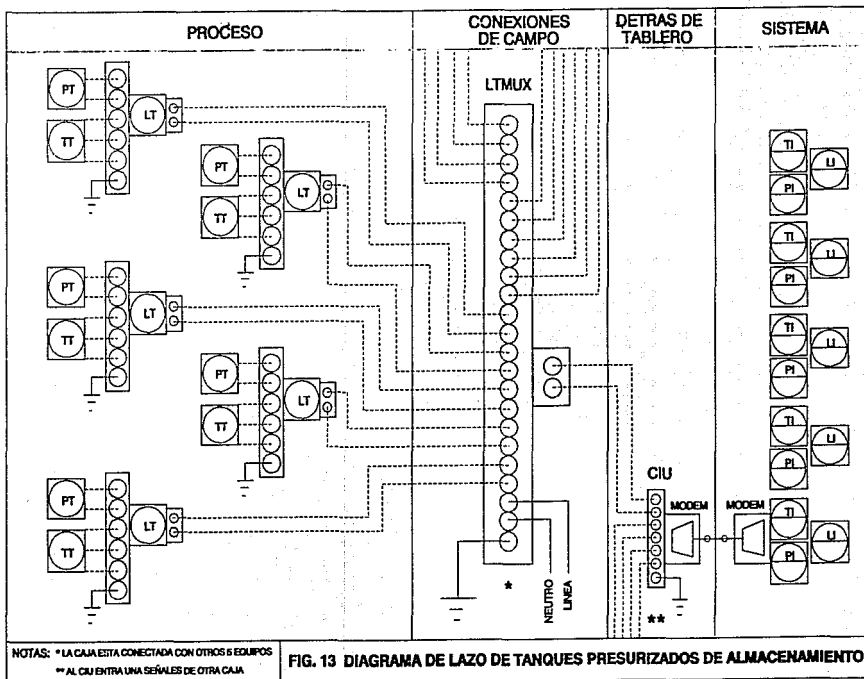 PROCESO
CONEXIONES
DE CAMPO
DETRAS DE
TABLERO
SISTEMA
LTMUX
PT
LT
TT
PT
LT
TT
PT
LT
TT
PT
LT
TT
PT
LT
TT
TI
LI
PI
TI
LI
PI
TI
LI
PI
TI
LI
PI
TI
LI
PI
CIU
MODEM
MODEM
NEUTRO
LINEA
*
**
NOTAS: * LA CAJA ESTA CONECTADA CON OTROS 5 EQUIPOS
** AL CIU ENTRA UNA SEÑALES DE OTRA CAJA
FIG. 13 DIAGRAMA DE LAZO DE TANQUES PRESURIZADOS DE ALMACENAMIENTO